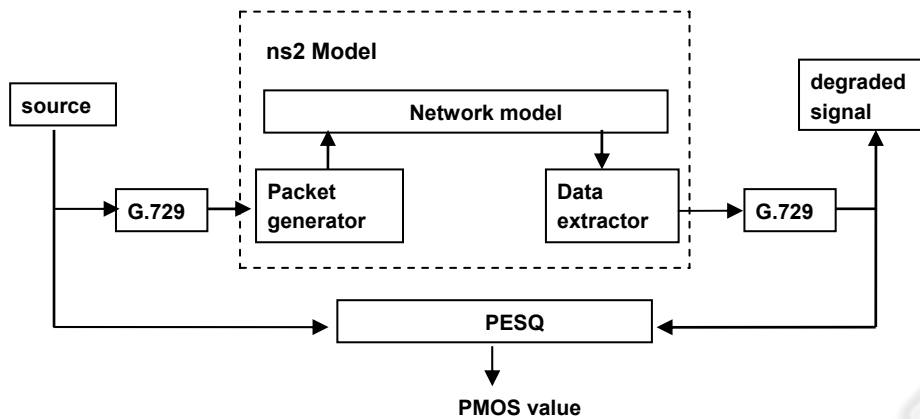 ns2 Model
source
degraded
signal
Network model
Packet
generator
Data
extractor
G.729
G.729
PESQ
PMOS value